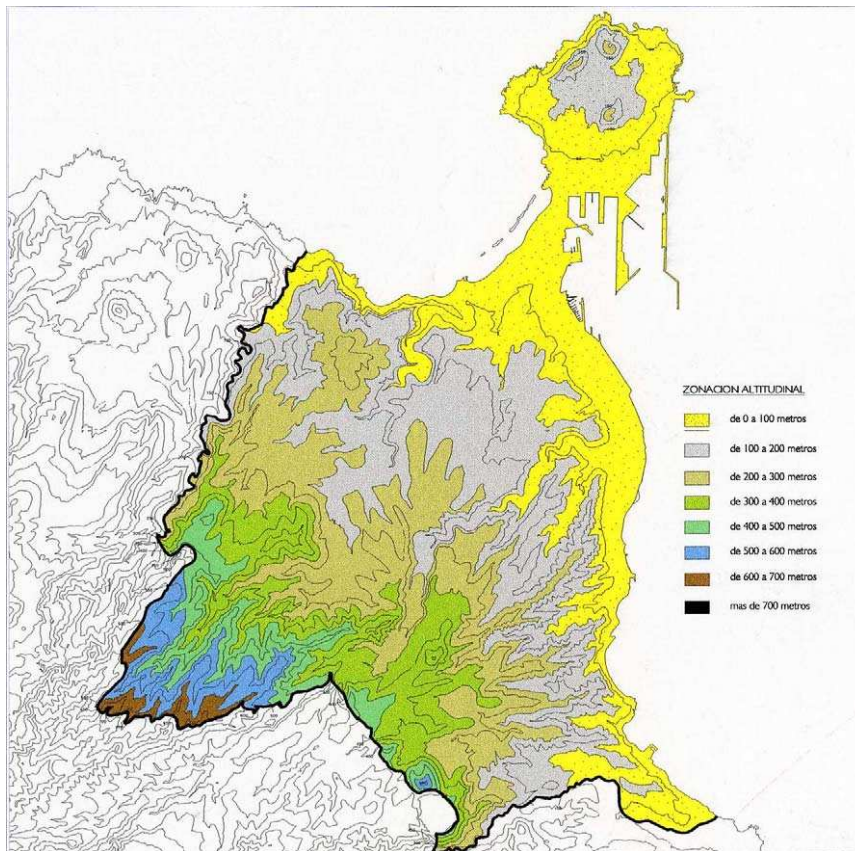 ZONACION ALTITUDINAL
de 0 a 100 metros
de 100 a 200 metros
de 200 a 300 metros
de 300 a 400 metros
de 400 a 500 metros
de 500 a 600 metros
de 600 a 700 metros
mas de 700 metros